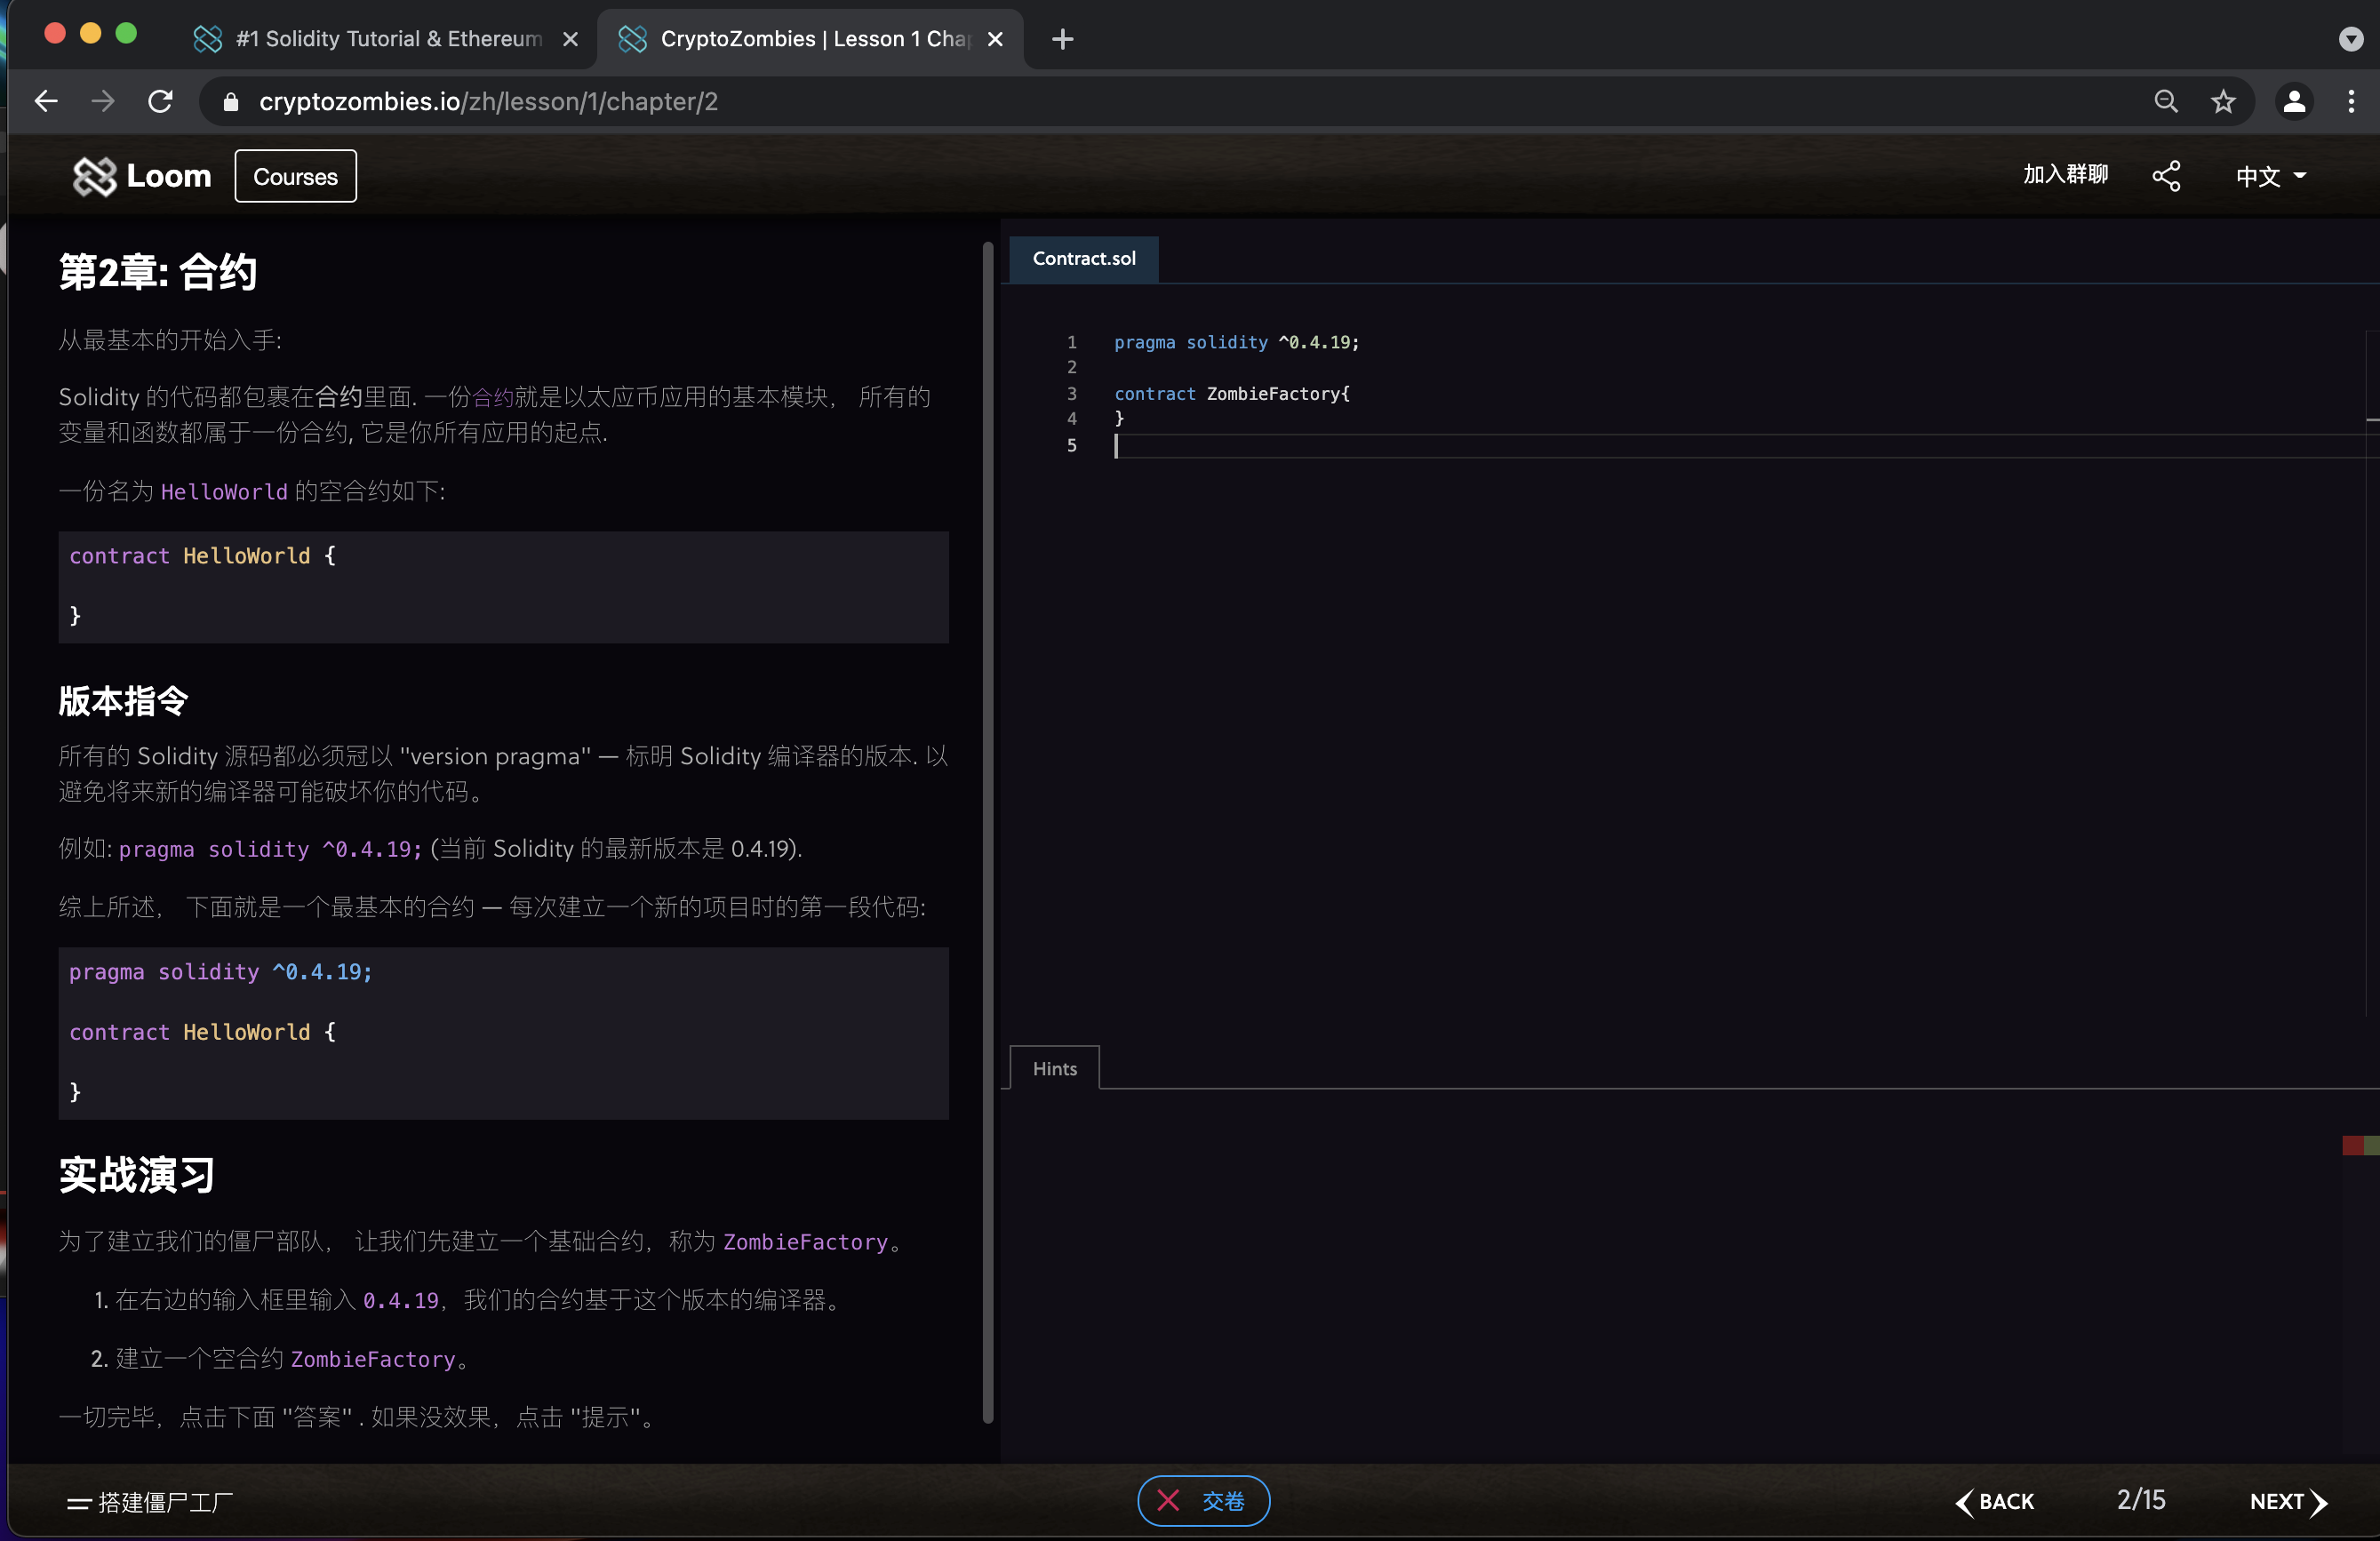 #1 Solidity Tutorial & Ethereum
CryptoZombies | Lesson 1 Cha
cryptozombies.io/zh/lesson/1/chapter/2
Loom
Courses
加入群聊
中文
第2章: 合约
从最基本的开始入手:
Solidity 的代码都包裹在合约里面. 一份合约就是以太应币应用的基本模块， 所有的
变量和函数都属于一份合约, 它是你所有应用的起点.
一份名为 HelloWorld 的空合约如下:
contract HelloWorld {
}
版本指令
所有的 Solidity 源码都必须冠以 "version pragma" — 标明 Solidity 编译器的版本. 以
避免将来新的编译器可能破坏你的代码。
例如: pragma solidity ^0.4.19; (当前 Solidity 的最新版本是 0.4.19).
综上所述， 下面就是一个最基本的合约 — 每次建立一个新的项目时的第一段代码:
pragma solidity ^0.4.19;
contract HelloWorld {
}
实战演习
为了建立我们的僵尸部队， 让我们先建立一个基础合约，称为 ZombieFactory。
1. 在右边的输入框里输入 0.4.19，我们的合约基于这个版本的编译器。
2. 建立一个空合约 ZombieFactory。
一切完毕，点击下面 "答案" . 如果没效果，点击 "提示"。
Contract.sol
1 pragma solidity ^0.4.19;
2
3 contract ZombieFactory{
4 }
5
Hints
搭建僵尸工厂
交卷
BACK
2/15
NEXT